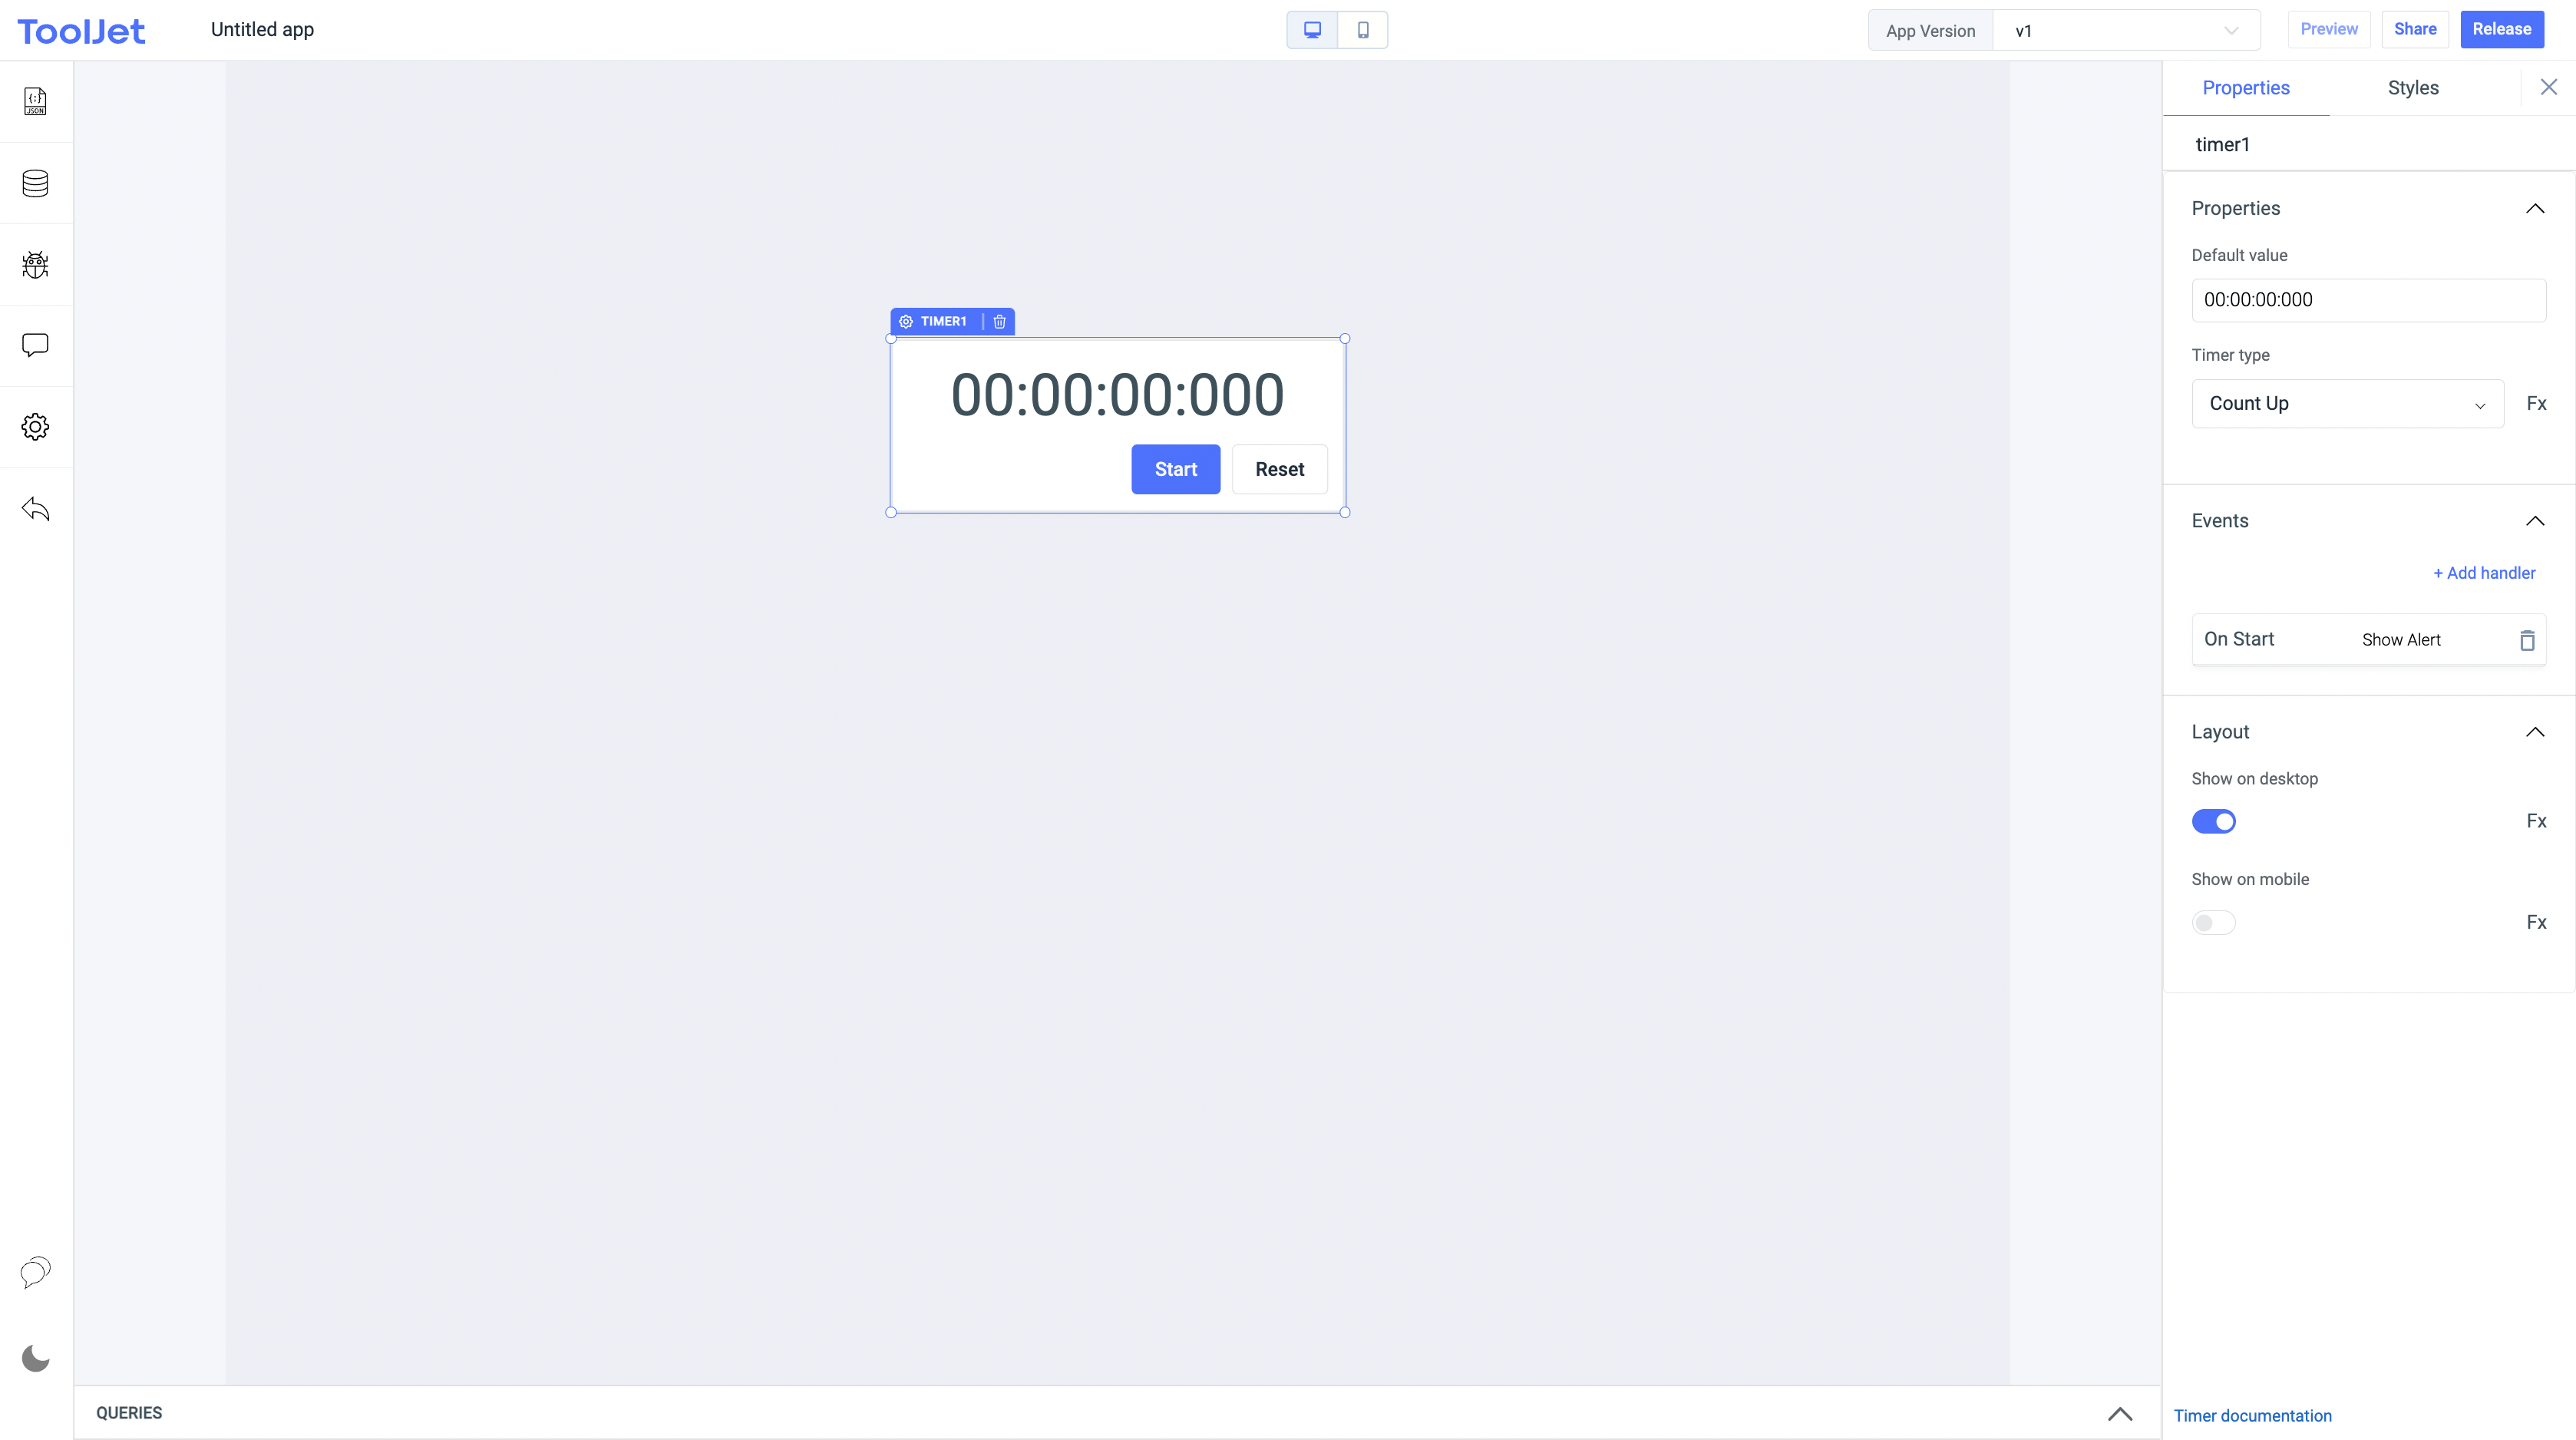 ToolJet
Untitled app
App Version
v1
Preview
Share
Release
JSON
TIMER1
00:00:00:000
Start
Reset
Properties
Styles
timer1
Properties
Default value
00:00:00:000
Timer type
Count Up
Fx
Events
+ Add handler
On Start
Show Alert
Layout
Show on desktop
Fx
Show on mobile
Fx
QUERIES
Timer documentation